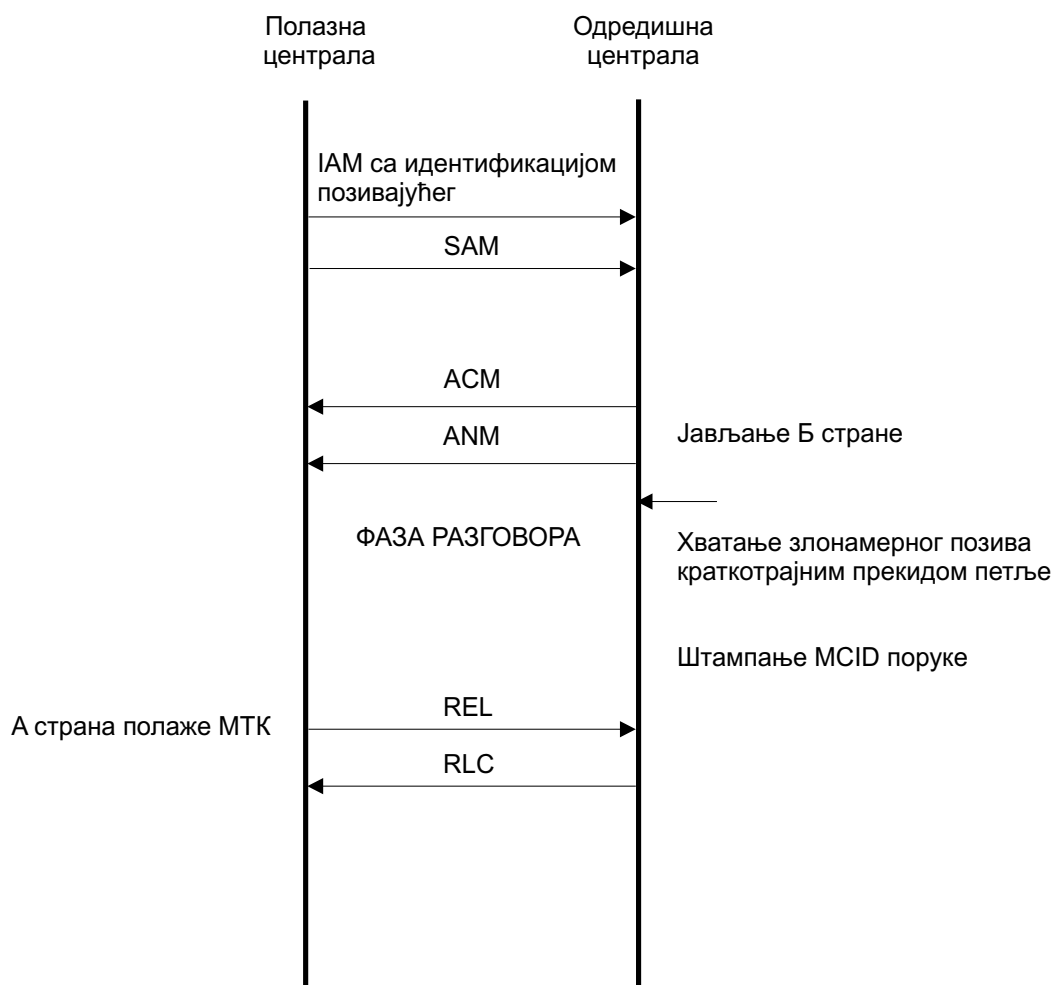 Полазна
централа
Одредишна
централа
IAM са идентификацијом
позивајућег
SAM
ACM
ANM
Јављање Б стране
ФАЗА РАЗГОВОРА
Хватање злонамерног позива
краткотрајним прекидом петље
Штампање MCID поруке
REL
А страна полаже МТК
RLC